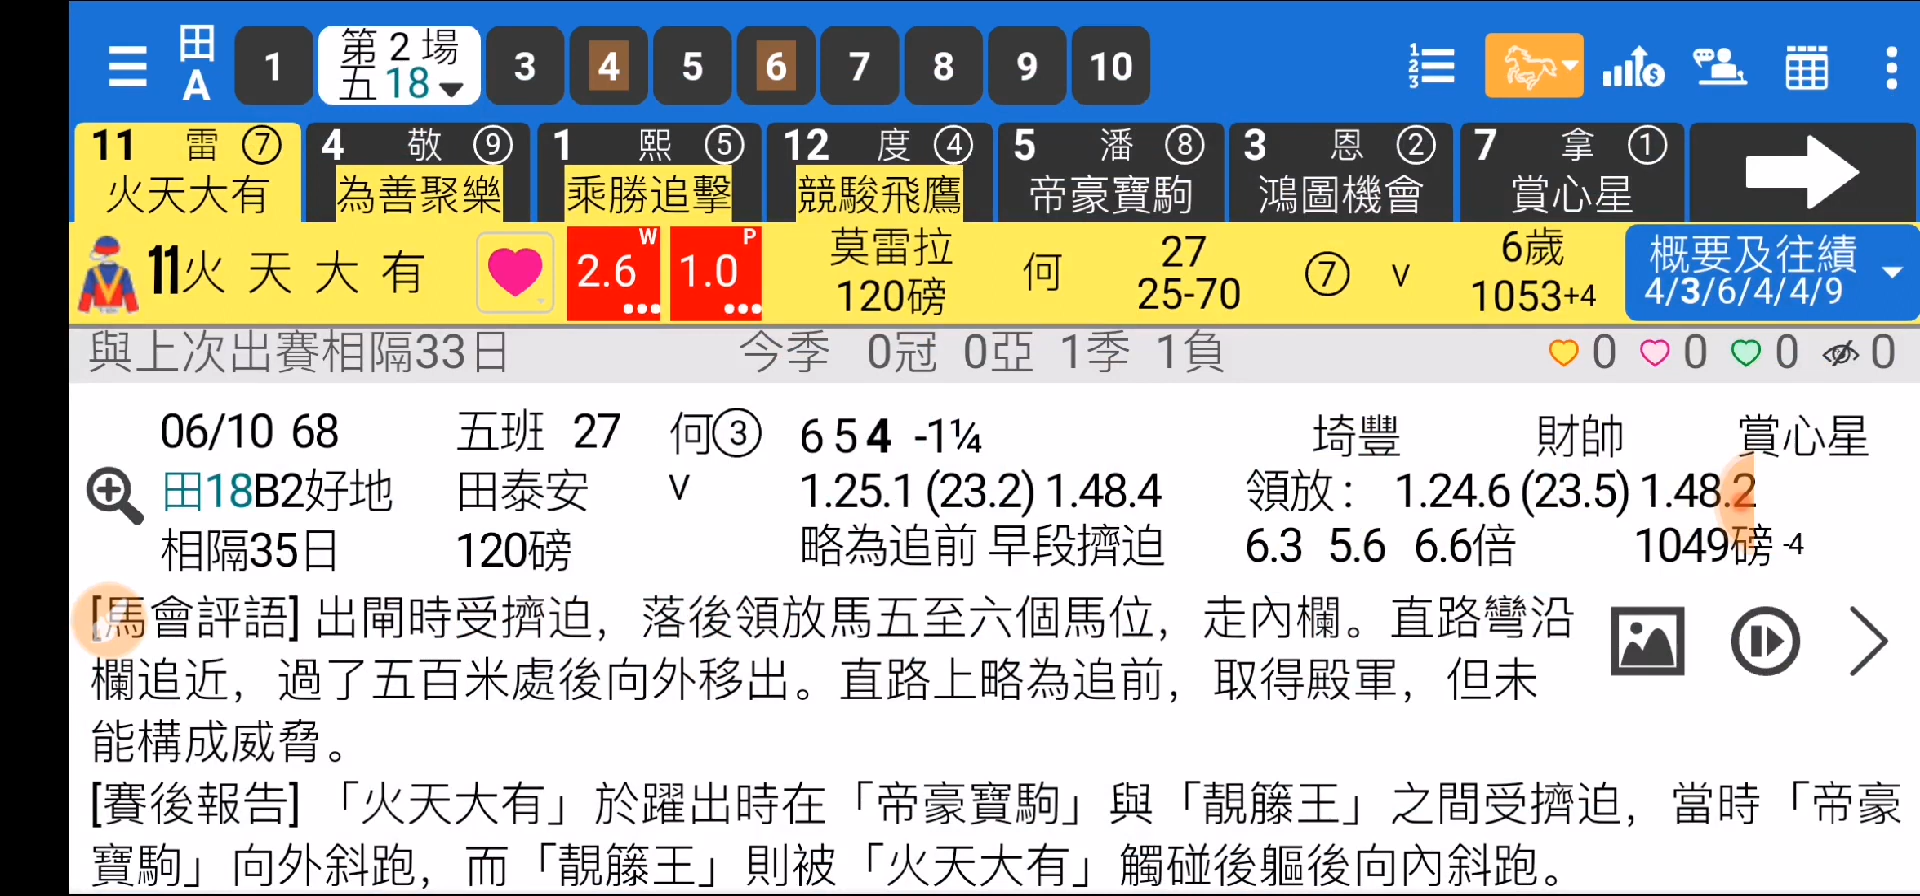 田
A
1
第 2 場
五 18
3
4
5
6
7
8
9
10
11 雷 ⑦
火天大有
4 敬 ⑨
為善聚樂
1 熙 ⑤
乘勝追擊
12 度 ④
競駿飛鷹
5 潘 ⑧
帝豪寶駒
3 恩 ②
鴻圖機會
7 拿 ①
賞心星
11火天大有
W
2.6
P
1.0
莫雷拉
120磅
何
27
25-70
⑦
V
6歲
1053+4
概要及往績
4/3/6/4/4/9
與上次出賽相隔33日
今季 0冠 0亞 1季 1負
0 0 0 0
06/10 68 五班 27 何③ 6 5 4 -1¼ 埼豐 財帥 賞心星
田18B2好地 田泰安 V 1.25.1 (23.2) 1.48.4 領放： 1.24.6 (23.5) 1.48.2
相隔35日 120磅 略為追前 早段擠迫 6.3 5.6 6.6倍 1049磅 -4
[馬會評語] 出閘時受擠迫，落後領放馬五至六個馬位，走內欄。直路彎沿
欄追近，過了五百米處後向外移出。直路上略為追前，取得殿軍，但未
能構成威脅。
[賽後報告] 「火天大有」於躍出時在「帝豪寶駒」與「靚籐王」之間受擠迫，當時「帝豪
寶駒」向外斜跑，而「靚籐王」則被「火天大有」觸碰後軀後向內斜跑。